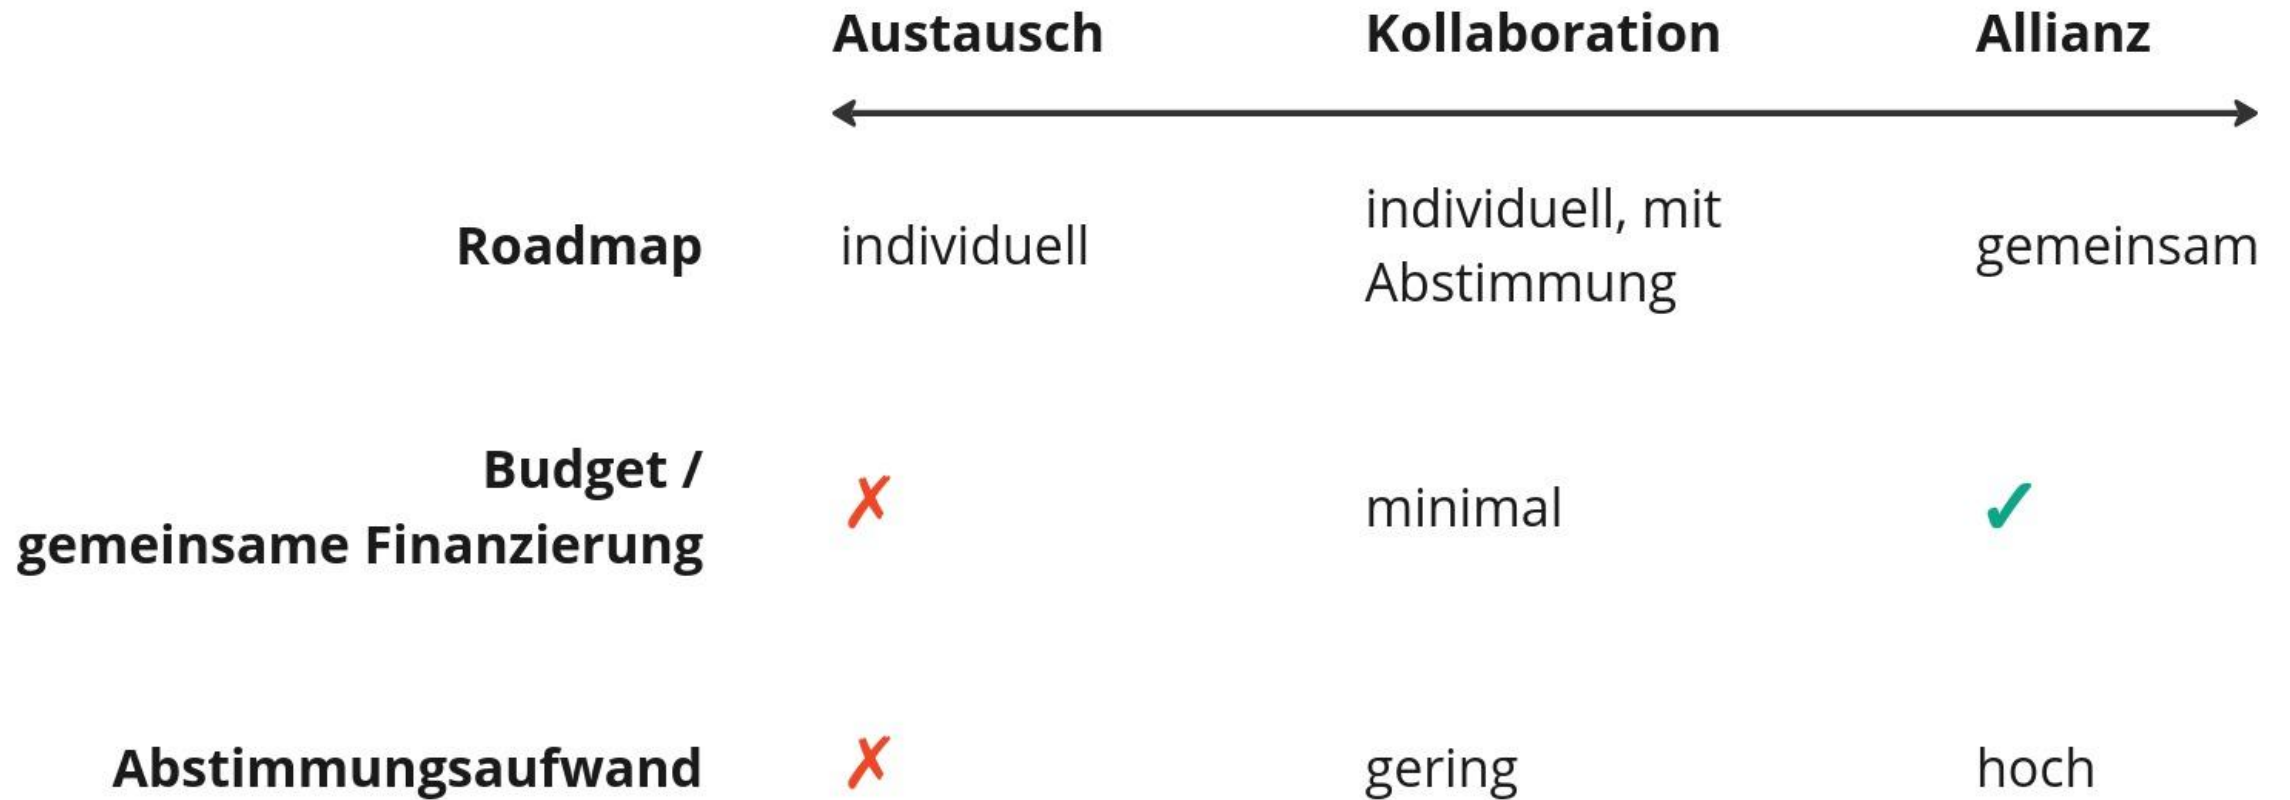 Austausch Kollaboration Allianz
Roadmap individuell individuell, mit
Abstimmung gemeinsam
Budget /
gemeinsame Finanzierung ✗ minimal ✓
Abstimmungsaufwand ✗ gering hoch